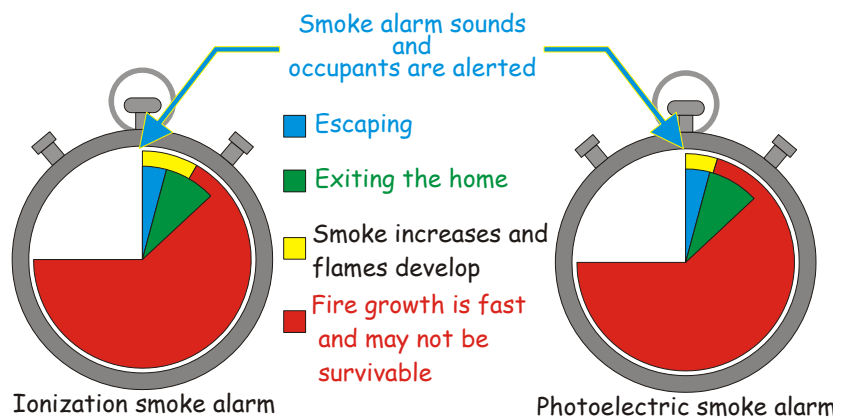 Smoke alarm sounds
and
occupants are alerted
Escaping
Exiting the home
Smoke increases and
flames develop
Fire growth is fast
and may not be
survivable
Ionization smoke alarm
Photoelectric smoke alarm